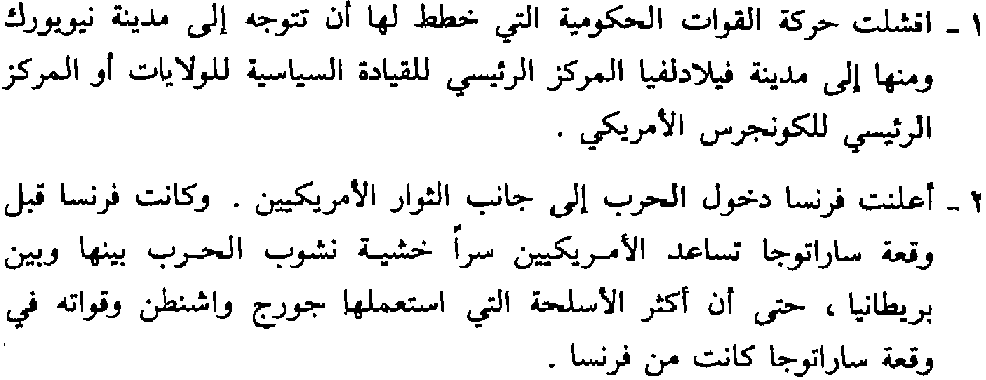 ١ - افشلت حركة القوات الحكومية التي خطط لها أن تتوجه إلى مدينة نيويورك
ومنها إلى مدينة فيلادلفيا المركز الرئيسي للقيادة السياسية للولايات أو المركز
الرئيسي للكونجرس الأمريكي .
٢ - أعلنت فرنسا دخول الحرب إلى جانب الثوار الأمريكيين . وكانت فرنسا قبل
وقعة ساراتوجا تساعد الأمـريكيين سراً خشيـة نشوب الحـرب بينها وبين
بريطانيا ، حتى أن أكثر الأسلحة التي استعملها جورج واشنطن وقواته في
وقعة ساراتوجا كانت من فرنسا .